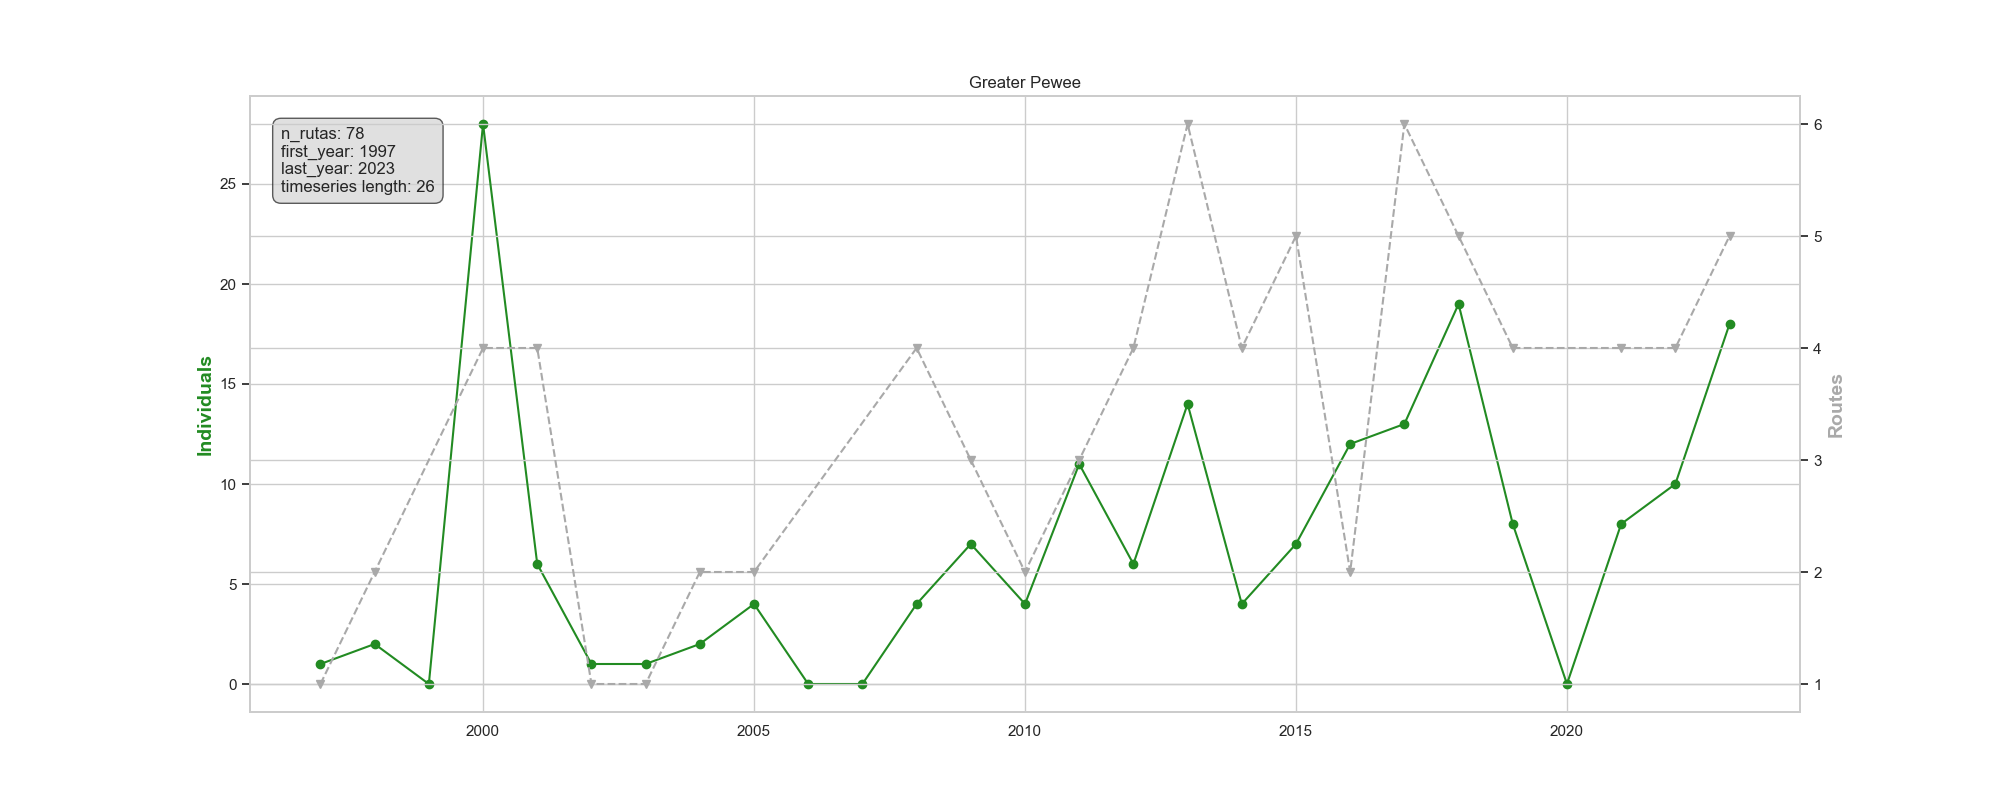 Greater Pewee
n_rutas: 78
first_year: 1997
last_year: 2023
timeseries length: 26
Individuals
25
20
15
10
5
0
6
5
4
3
2
1
Routes
2000
2005
2010
2015
2020